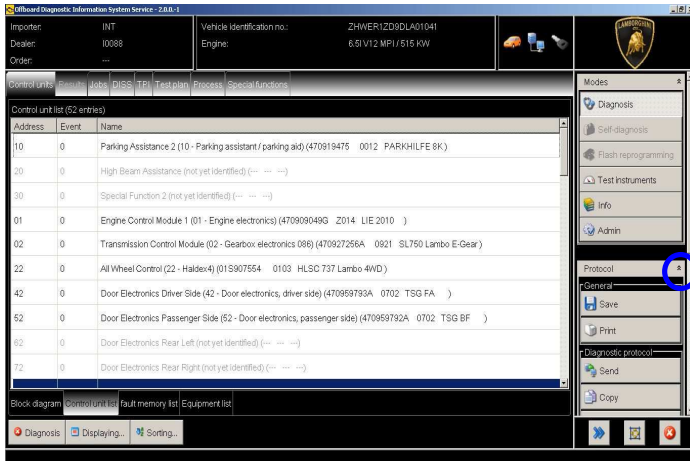 Offboard Diagnostic Information System Service - 2.0.0.-1
Importer: INT Vehicle identification no.: ZHWER1ZD9DLA01041
Dealer: I0088 Engine: 6.5l V12 MPI / 515 KW
Order: ---
LAMBORGHINI
Control units Results Jobs DISS TPI Test plan Process Special functions
Control unit list (52 entries)
Address Event Name
10 0 Parking Assistance 2 (10 - Parking assistant / parking aid) (470919475 0012 PARKHILFE 8K )
20 0 High Beam Assistance (not yet identified) (--- --- ---)
30 0 Special Function 2 (not yet identified) (--- --- ---)
01 0 Engine Control Module 1 (01 - Engine electronics) (470909049G Z014 LIE 2010 )
02 0 Transmission Control Module (02 - Gearbox electronics 086) (470927256A 0921 SL750 Lambo E-Gear )
22 0 All Wheel Control (22 - Haldex4) (01S907554 0103 HLSC 737 Lambo 4WD )
42 0 Door Electronics Driver Side (42 - Door electronics, driver side) (470959793A 0702 TSG FA )
52 0 Door Electronics Passenger Side (52 - Door electronics, passenger side) (470959792A 0702 TSG BF )
62 0 Door Electronics Rear Left (not yet identified) (--- --- ---)
72 0 Door Electronics Rear Right (not yet identified) (--- --- ---)
Block diagram Control unit list fault memory list Equipment list
Diagnosis Displaying... Sorting...
Modes
Diagnosis
Self-diagnosis
Flash reprogramming
Test instruments
Info
Admin
Protocol
General
Save
Print
Diagnostic protocol
Send
Copy